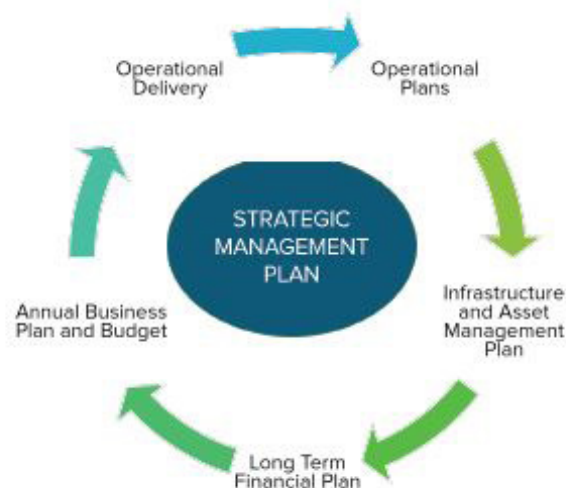 Operational
Delivery
Operational
Plans
STRATEGIC
MANAGEMENT
PLAN
Infrastructure
and Asset
Management
Plan
Long Term
Financial Plan
Annual Business
Plan and Budget